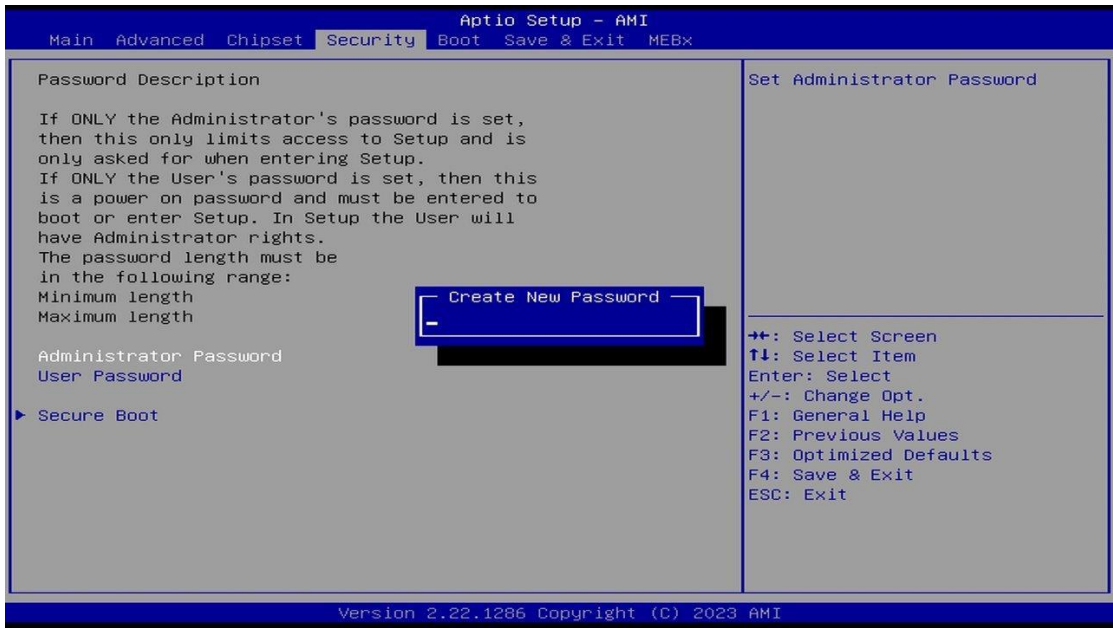 Aptio Setup – AMI
Main Advanced Chipset Security Boot Save & Exit MEBx
Password Description
If ONLY the Administrator's password is set,
then this only limits access to Setup and is
only asked for when entering Setup.
If ONLY the User's password is set, then this
is a power on password and must be entered to
boot or enter Setup. In Setup the User will
have Administrator rights.
The password length must be
in the following range:
Minimum length
Maximum length
Administrator Password
User Password
Secure Boot
Create New Password
Set Administrator Password
→←: Select Screen
↑↓: Select Item
Enter: Select
+/-: Change Opt.
F1: General Help
F2: Previous Values
F3: Optimized Defaults
F4: Save & Exit
ESC: Exit
Version 2.22.1286 Copyright (C) 2023 AMI